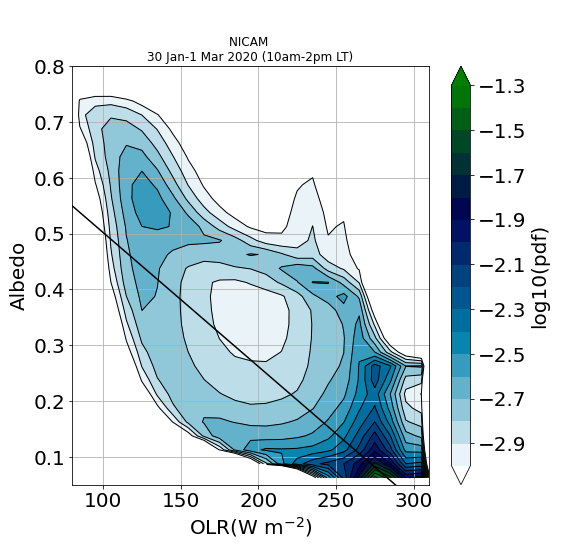 NICAM
30 Jan-1 Mar 2020 (10am-2pm LT)
0.8
0.7
0.6
0.5
0.4
0.3
0.2
0.1
Albedo
100 150 200 250 300
OLR(W m⁻²)
−1.3
−1.5
−1.7
−1.9
−2.1
−2.3
−2.5
−2.7
−2.9
log10(pdf)